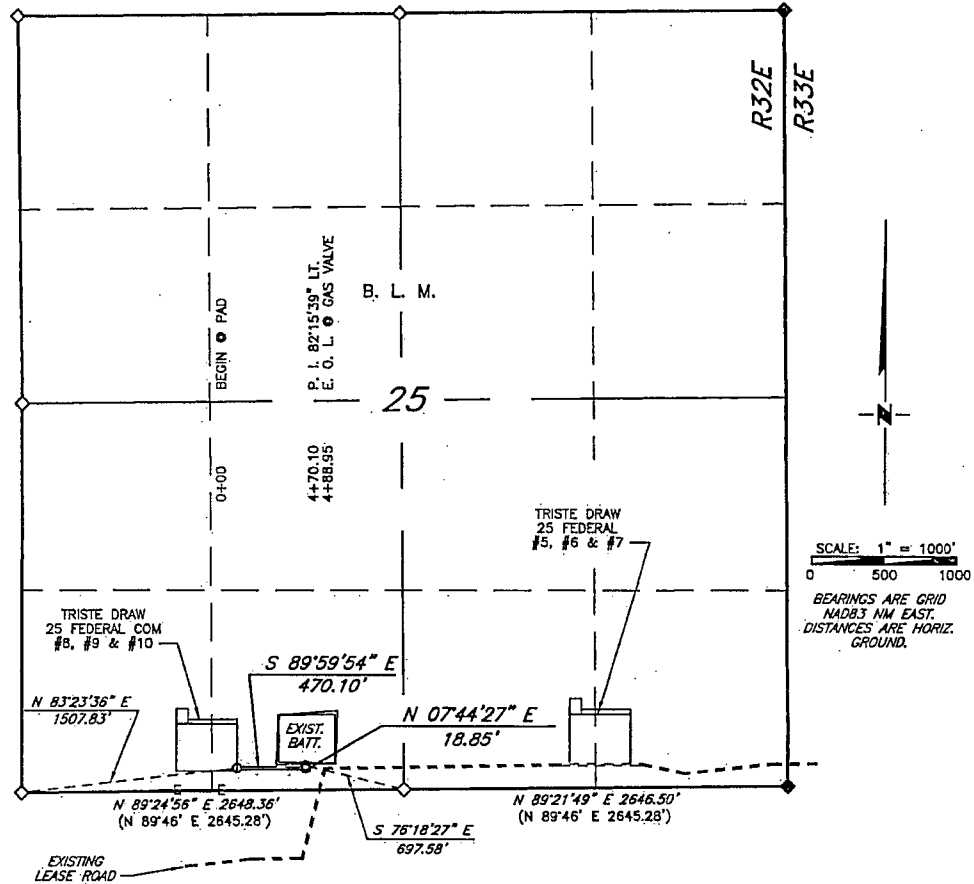 R32E
R33E
BEGIN @ PAD
P. I. 82°15'39" LT.
E. O. L. @ GAS VALVE
B. L. M.
25
0+00
4+70.10
4+88.95
N
TRISTE DRAW
25 FEDERAL
#5, #6 & #7
SCALE: 1" = 1000'
0 500 1000
BEARINGS ARE GRID
NAD83 NM EAST.
DISTANCES ARE HORIZ.
GROUND.
TRISTE DRAW
25 FEDERAL COM
#8, #9 & #10
S 89°59'54" E
470.10'
N 83°23'36" E
1507.83'
N 07°44'27" E
18.85'
EXIST.
BATT.
N 89°24'56" E 2648.36'
(N 89°46' E 2645.28')
N 89°21'49" E 2646.50'
(N 89°46' E 2645.28')
S 76°18'27" E
697.58'
EXISTING
LEASE ROAD